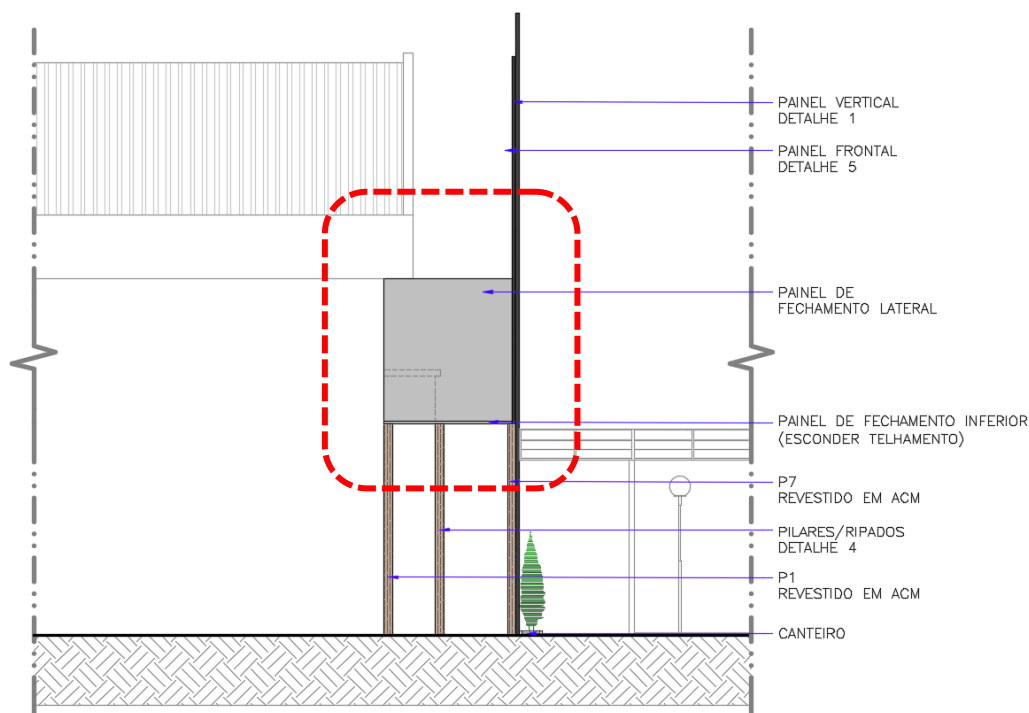 PAINEL VERTICAL
DETALHE 1
PAINEL FRONTAL
DETALHE 5
PAINEL DE
FECHAMENTO LATERAL
PAINEL DE FECHAMENTO INFERIOR
(ESCONDER TELHAMENTO)
P7
REVESTIDO EM ACM
PILARES/RIPADOS
DETALHE 4
P1
REVESTIDO EM ACM
CANTEIRO